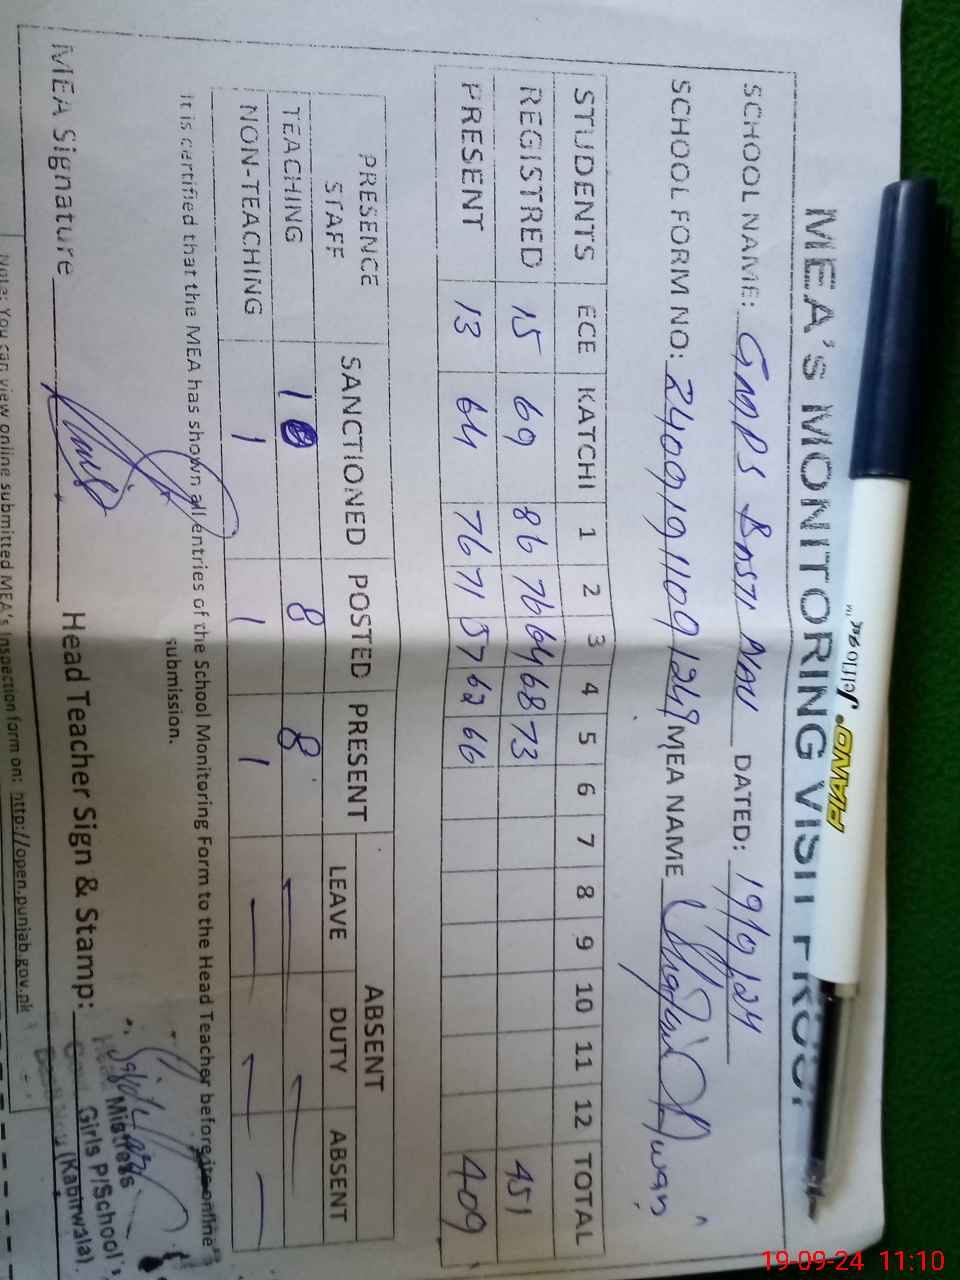 MEA'S MONITORING VISIT PROOF
PIANO Jelllo Pen
SCHOOL NAME: GMPS BASTI NAU DATED: 19/9/24
SCHOOL FORM NO: 24091911091249 MEA NAME Awan
STUDENTS ECE KATCHI 1 2 3 4 5 6 7 8 9 10 11 12 TOTAL
REGISTRED 15 69 86 76 64 68 73 451
PRESENT 13 64 76 71 57 62 66 409
PRESENCE STAFF SANCTIONED POSTED PRESENT ABSENT
LEAVE DUTY ABSENT
TEACHING 10 8 8 — — —
NON-TEACHING 1 1 1 — — —
It is certified that the MEA has shown all entries of the School Monitoring Form to the Head Teacher before its online
submission.
MEA Signature Head Teacher Sign & Stamp:
Mistress
Girls P/School
(Kabirwala).
Note: You can view online submitted MEA's Inspection form on: http://open.punjab.gov.pk
19-09-24 11:10